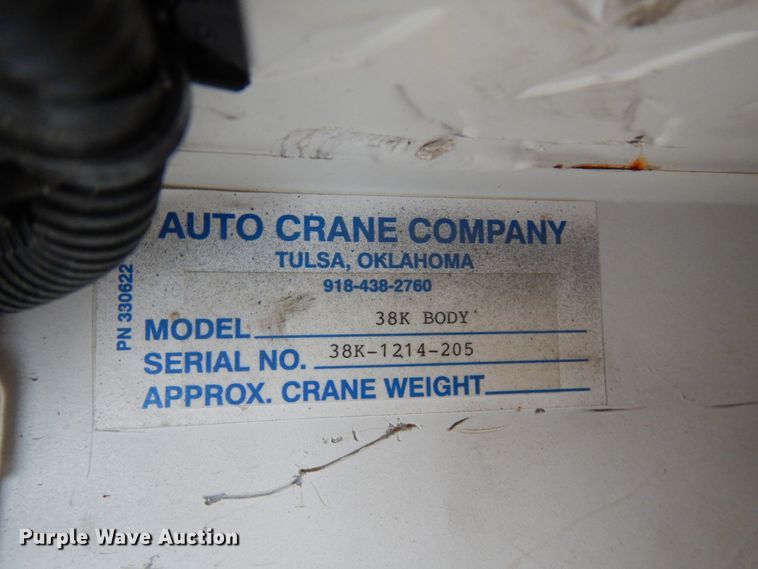 AUTO CRANE COMPANY
TULSA, OKLAHOMA
918-438-2760
PN 330622
MODEL 38K BODY
SERIAL NO. 38K-1214-205
APPROX. CRANE WEIGHT
Purple Wave Auction